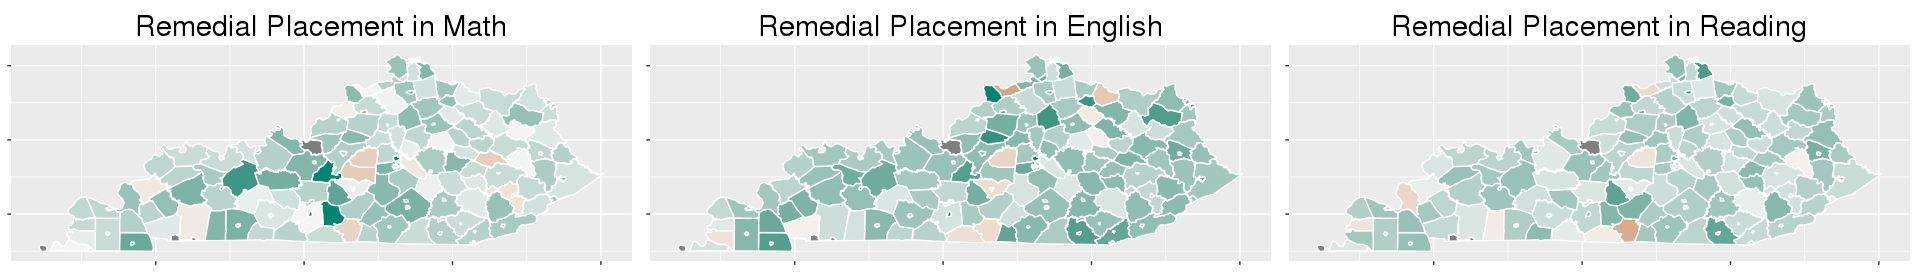 Remedial Placement in Math
Remedial Placement in English
Remedial Placement in Reading